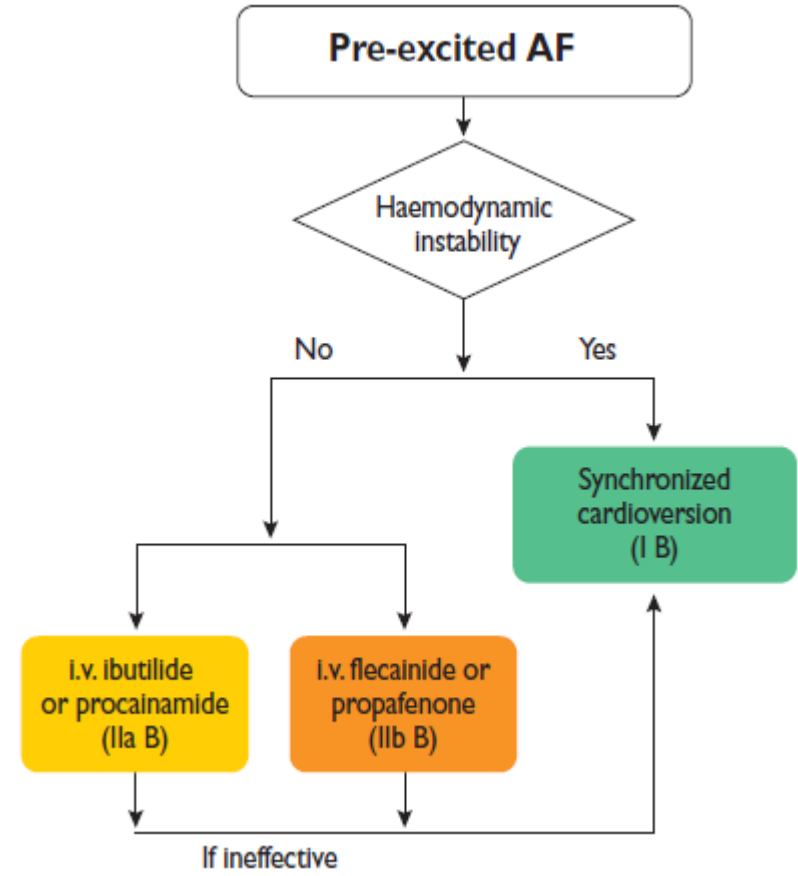 Pre-excited AF
Haemodynamic
instability
No
Yes
Synchronized
cardioversion
(I B)
i.v. ibutilide
or procainamide
(IIa B)
i.v. flecainide or
propafenone
(IIb B)
If ineffective